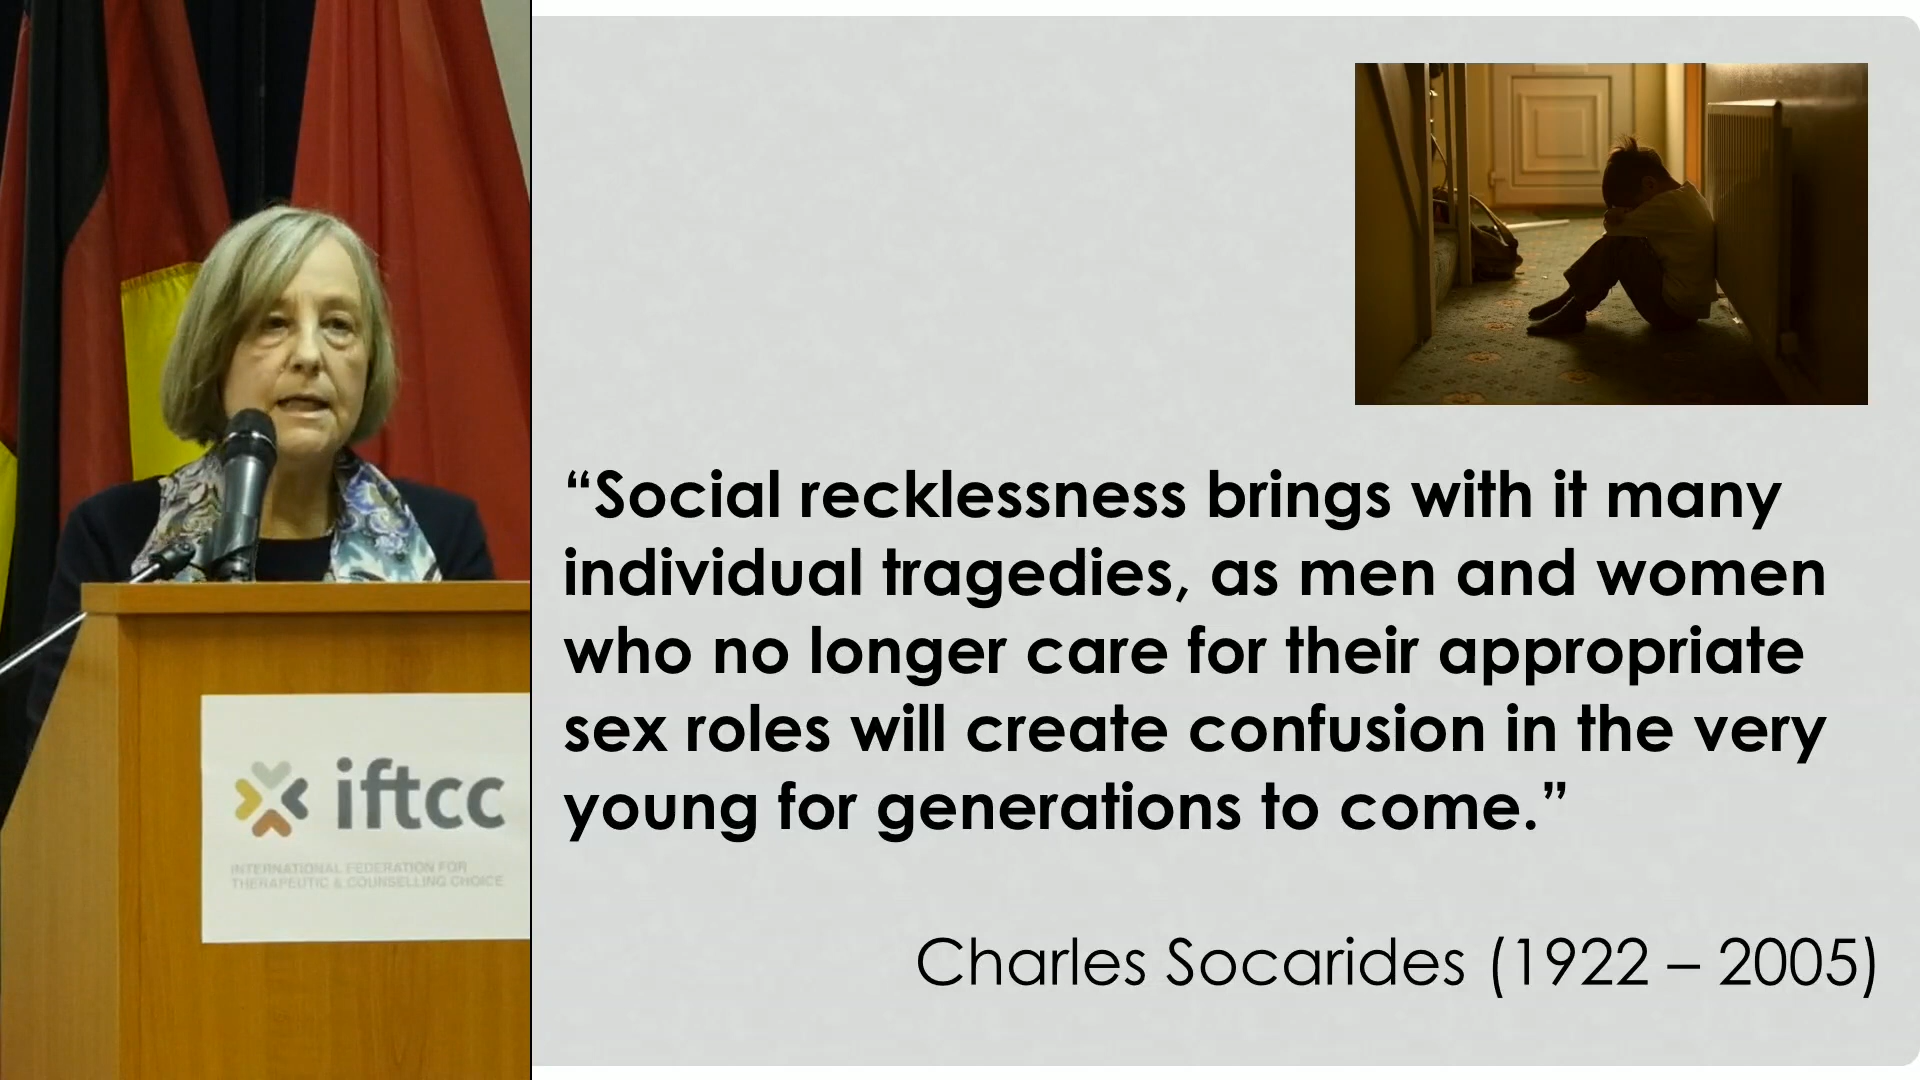 iftcc
INTERNATIONAL FEDERATION FOR
THERAPEUTIC & COUNSELLING CHOICE
“Social recklessness brings with it many
individual tragedies, as men and women
who no longer care for their appropriate
sex roles will create confusion in the very
young for generations to come.”
Charles Socarides (1922 – 2005)